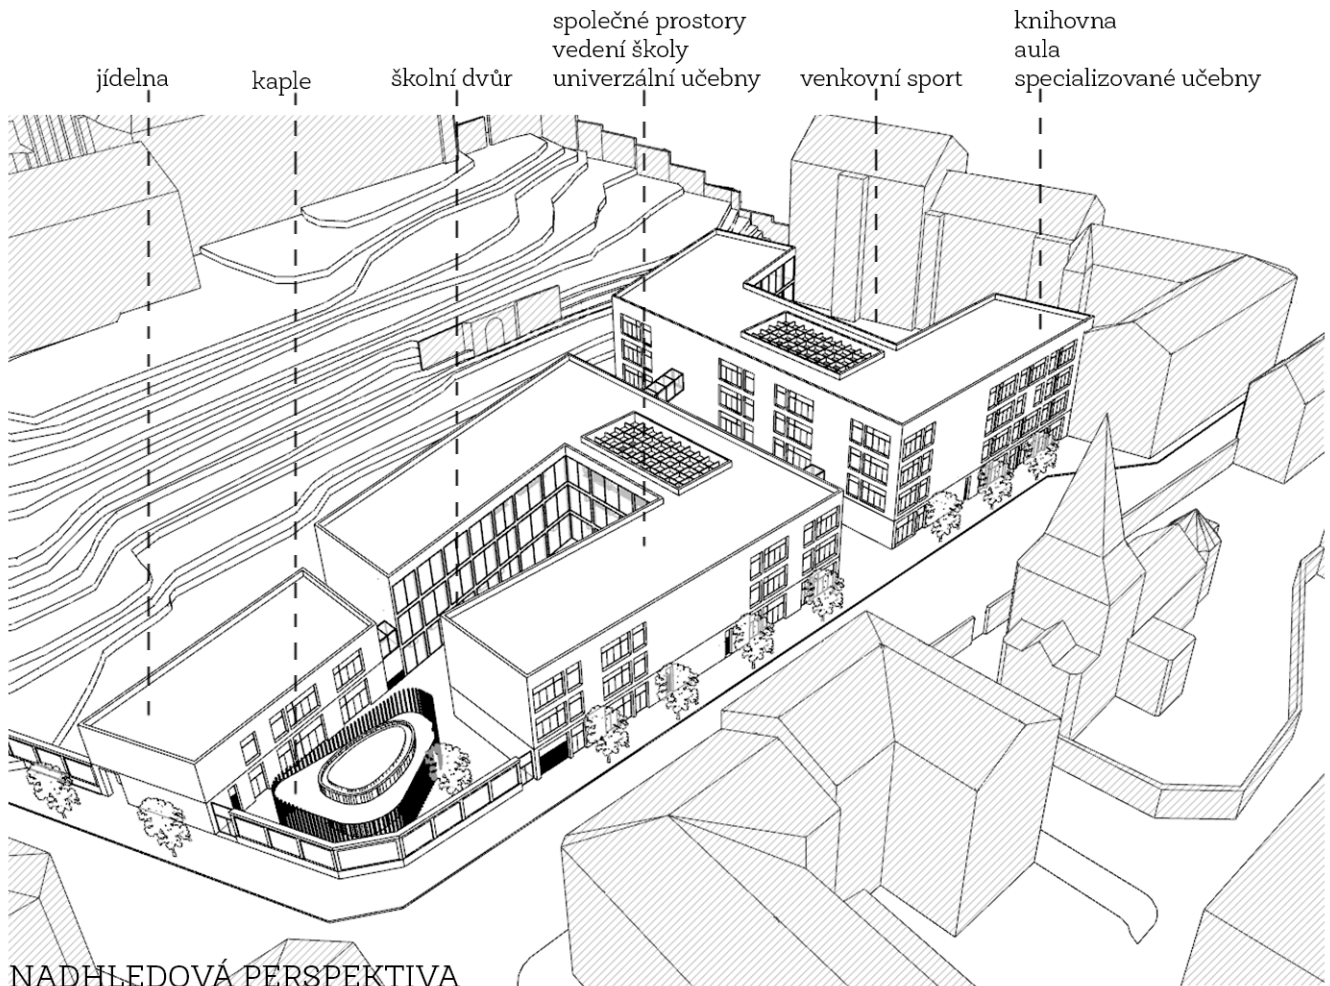 společné prostory
vedení školy
univerzální učebny
knihovna
aula
specializované učebny
jídelna
kaple
školní dvůr
venkovní sport
NADHLEDOVÁ PERSPEKTIVA